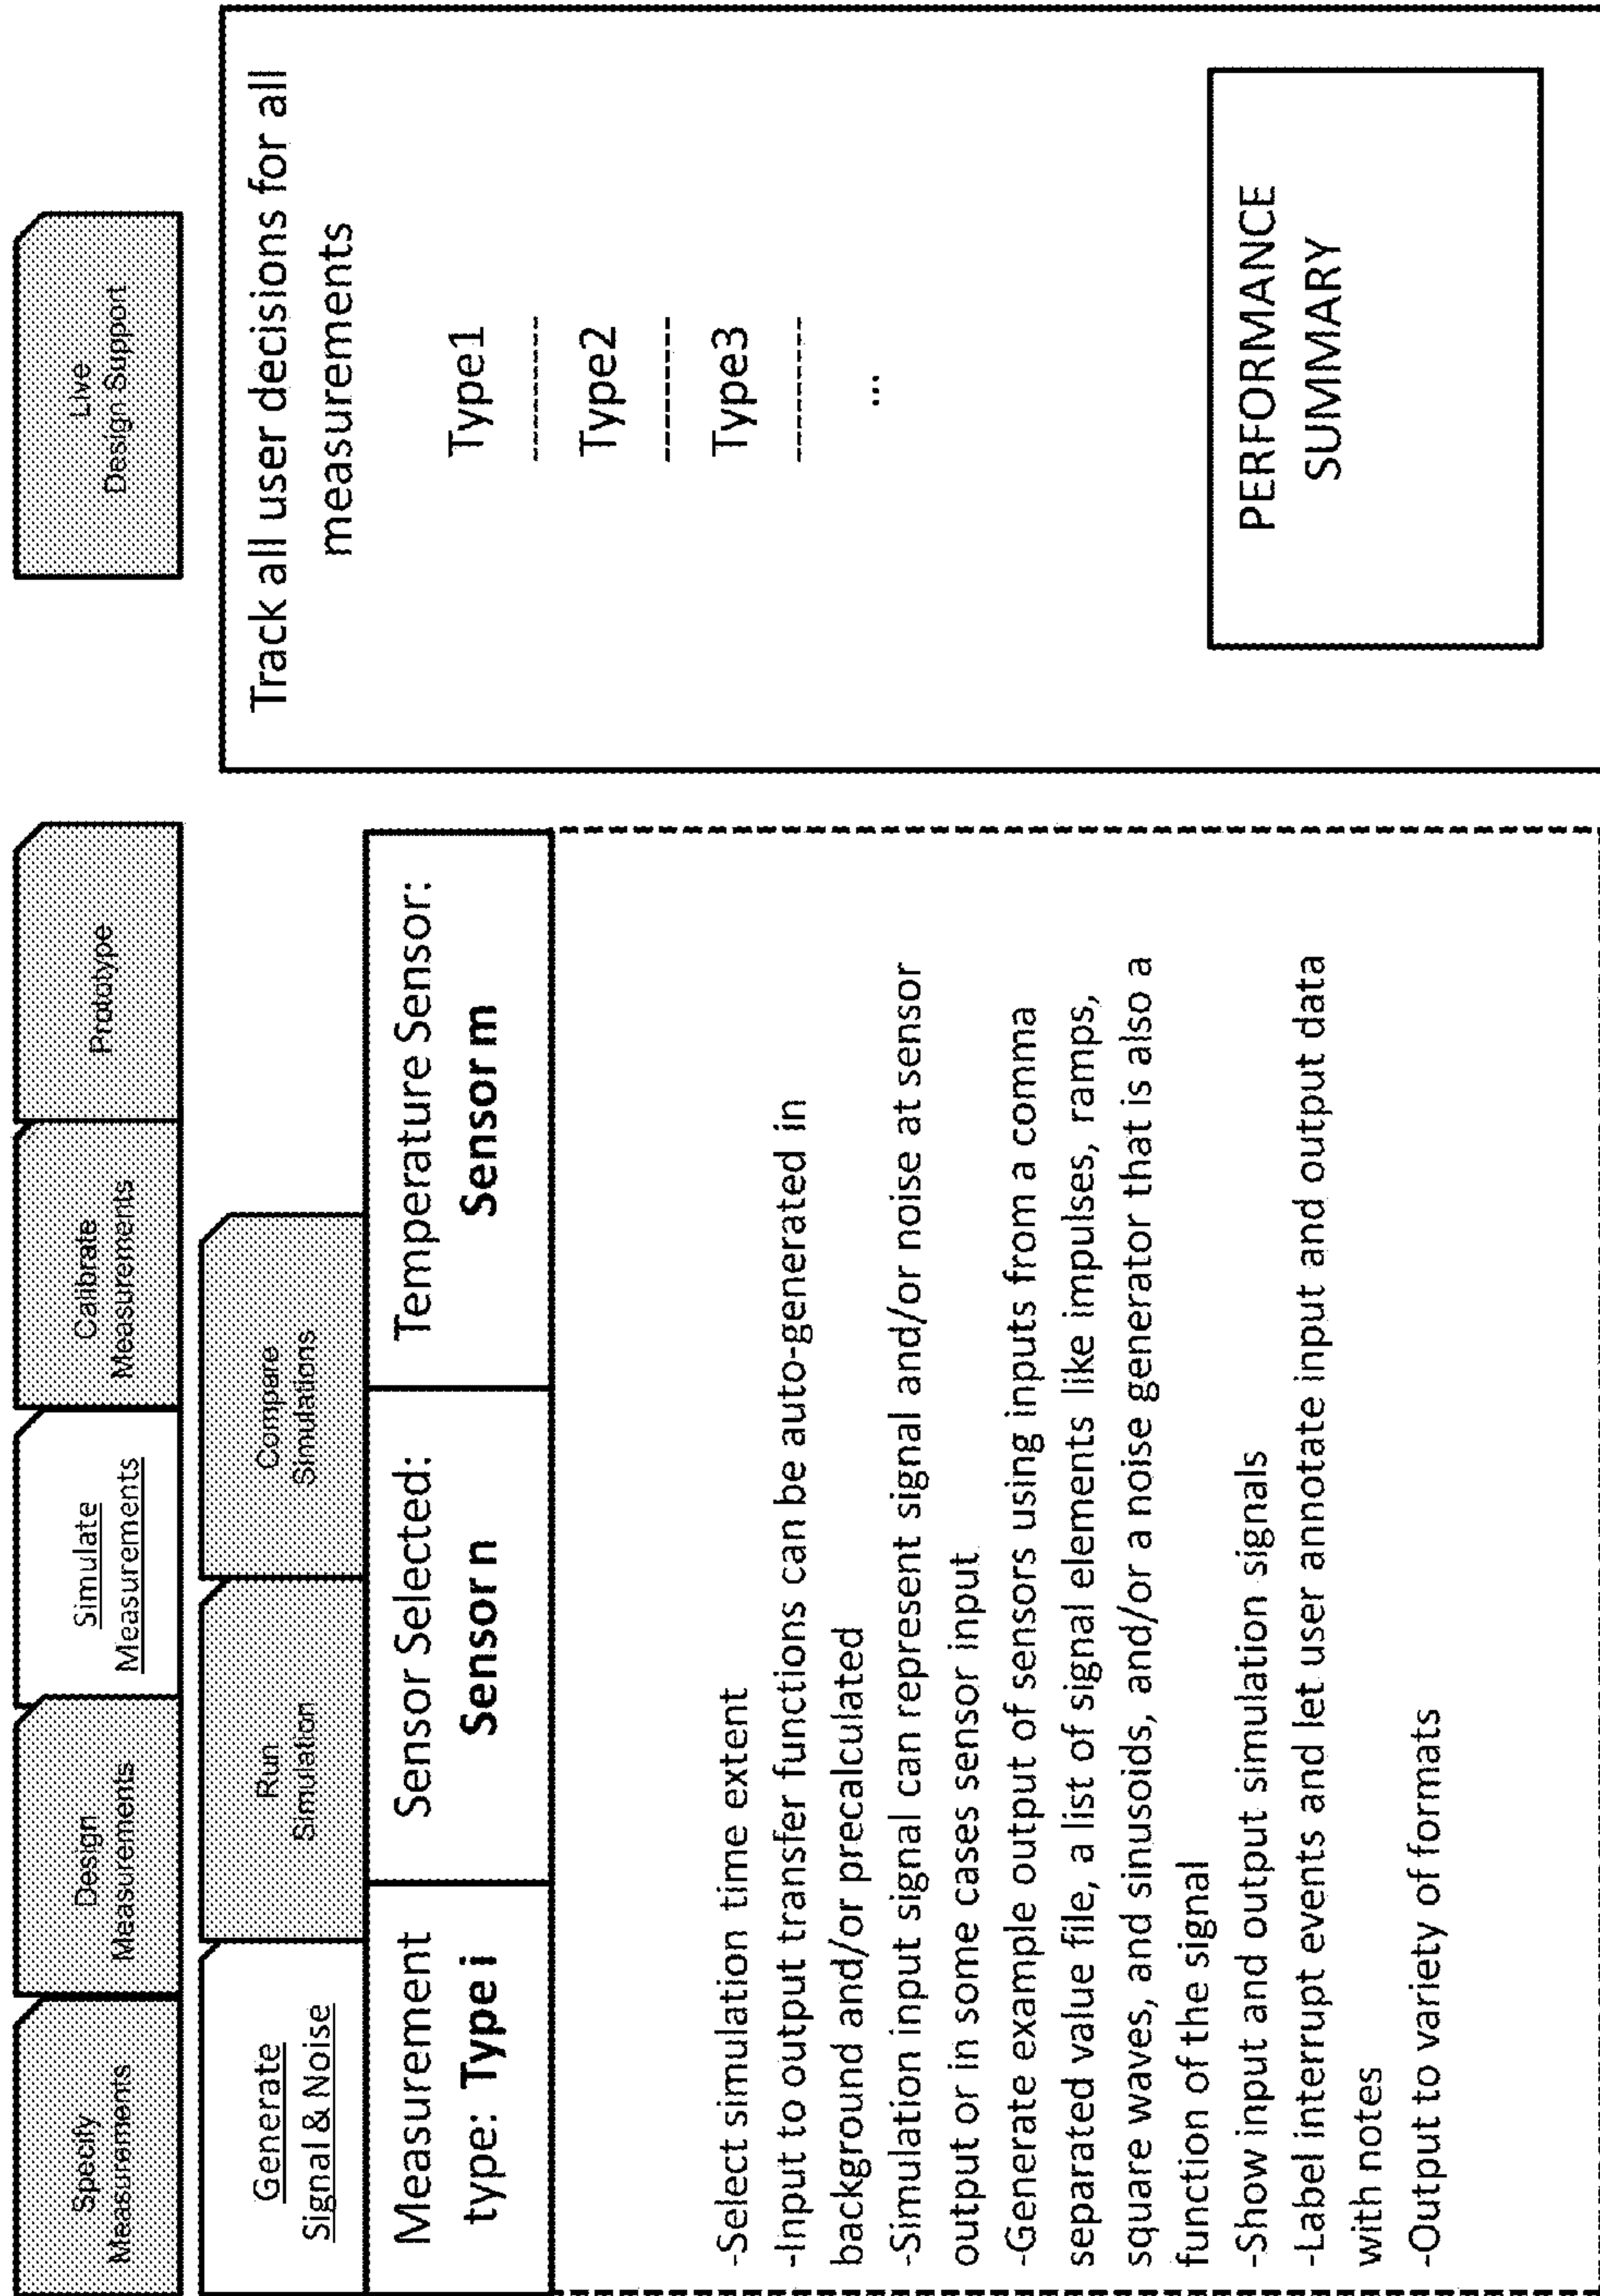 Specify
Measurements
Design
Measurements
Simulate
Measurements
Calibrate
Measurements
Prototype
Live
Design Support
Generate
Signal & Noise
Run
Simulation
Compare
Simulations
Measurement
type: Type i
Sensor Selected:
Sensor n
Temperature Sensor:
Sensor m
-Select simulation time extent
-Input to output transfer functions can be auto-generated in
background and/or precalculated
-Simulation input signal can represent signal and/or noise at sensor
output or in some cases sensor input
-Generate example output of sensors using inputs from a comma
separated value file, a list of signal elements like impulses, ramps,
square waves, and sinusoids, and/or a noise generator that is also a
function of the signal
-Show input and output simulation signals
-Label interrupt events and let user annotate input and output data
with notes
-Output to variety of formats
Track all user decisions for all
measurements
Type1
Type2
Type3
...
PERFORMANCE
SUMMARY